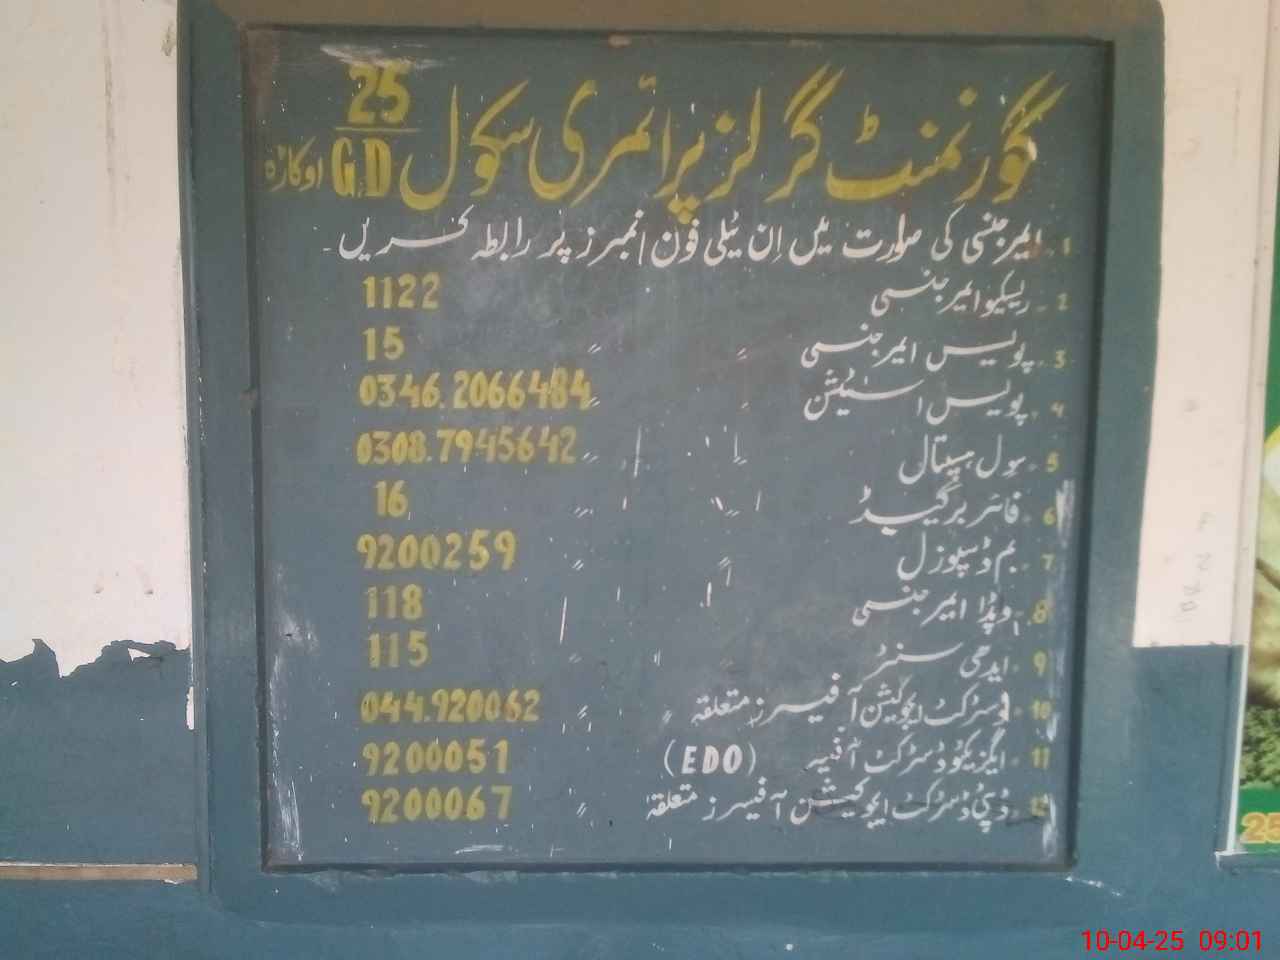 گورنمنٹ گرلز پرائمری سکول 25/GD اوکاڑہ
1. ایمرجنسی کی صورت میں اِن ٹیلی فون نمبرز پر رابطہ کریں۔
2. ریسکیو ایمرجنسی 1122
3. پولیس ایمرجنسی 〃 〃 15
4. پولیس اسٹیشن 〃 〃 0346.2066484
5. سول ہسپتال 〃 〃 0308.7945642
6. فائر برگیڈ 〃 〃 16
7. بم ڈسپوزل 〃 〃 9200259
8. واپڈا ایمرجنسی 118
9. ایدھی سنٹر 〃 〃 115
10. ڈسٹرکٹ ایجوکیشن آفیسرز متعلقہ 〃 〃 044.920062
11. ایگزیکٹو ڈسٹرکٹ آفیسر (EDO) 9200051
12. ڈپٹی ڈسٹرکٹ ایجوکیشن آفیسرز متعلقہ 〃 9200067
25
10-04-25 09:01